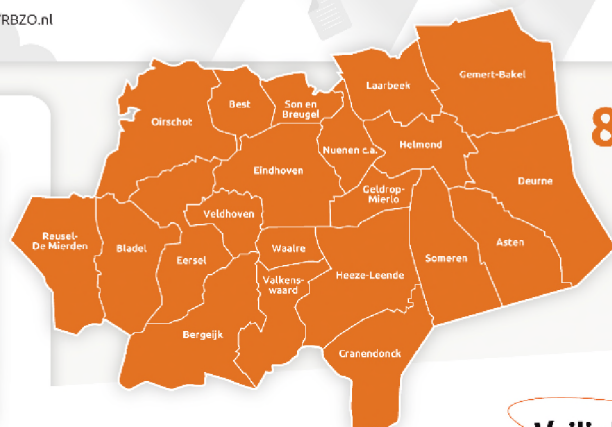 RBZO.nl
Gemert-Bakel
Laarbeek
Best
Son en
Breugel
Oirschot
8
Nuenen c.a.
Helmond
Eindhoven
Deurne
Geldrop-
Mierlo
Veldhoven
Reusel-
De Mierden
Bladel
Eersel
Waalre
Asten
Someren
Heeze-Leende
Valkens-
waard
Bergeijk
Cranendonck